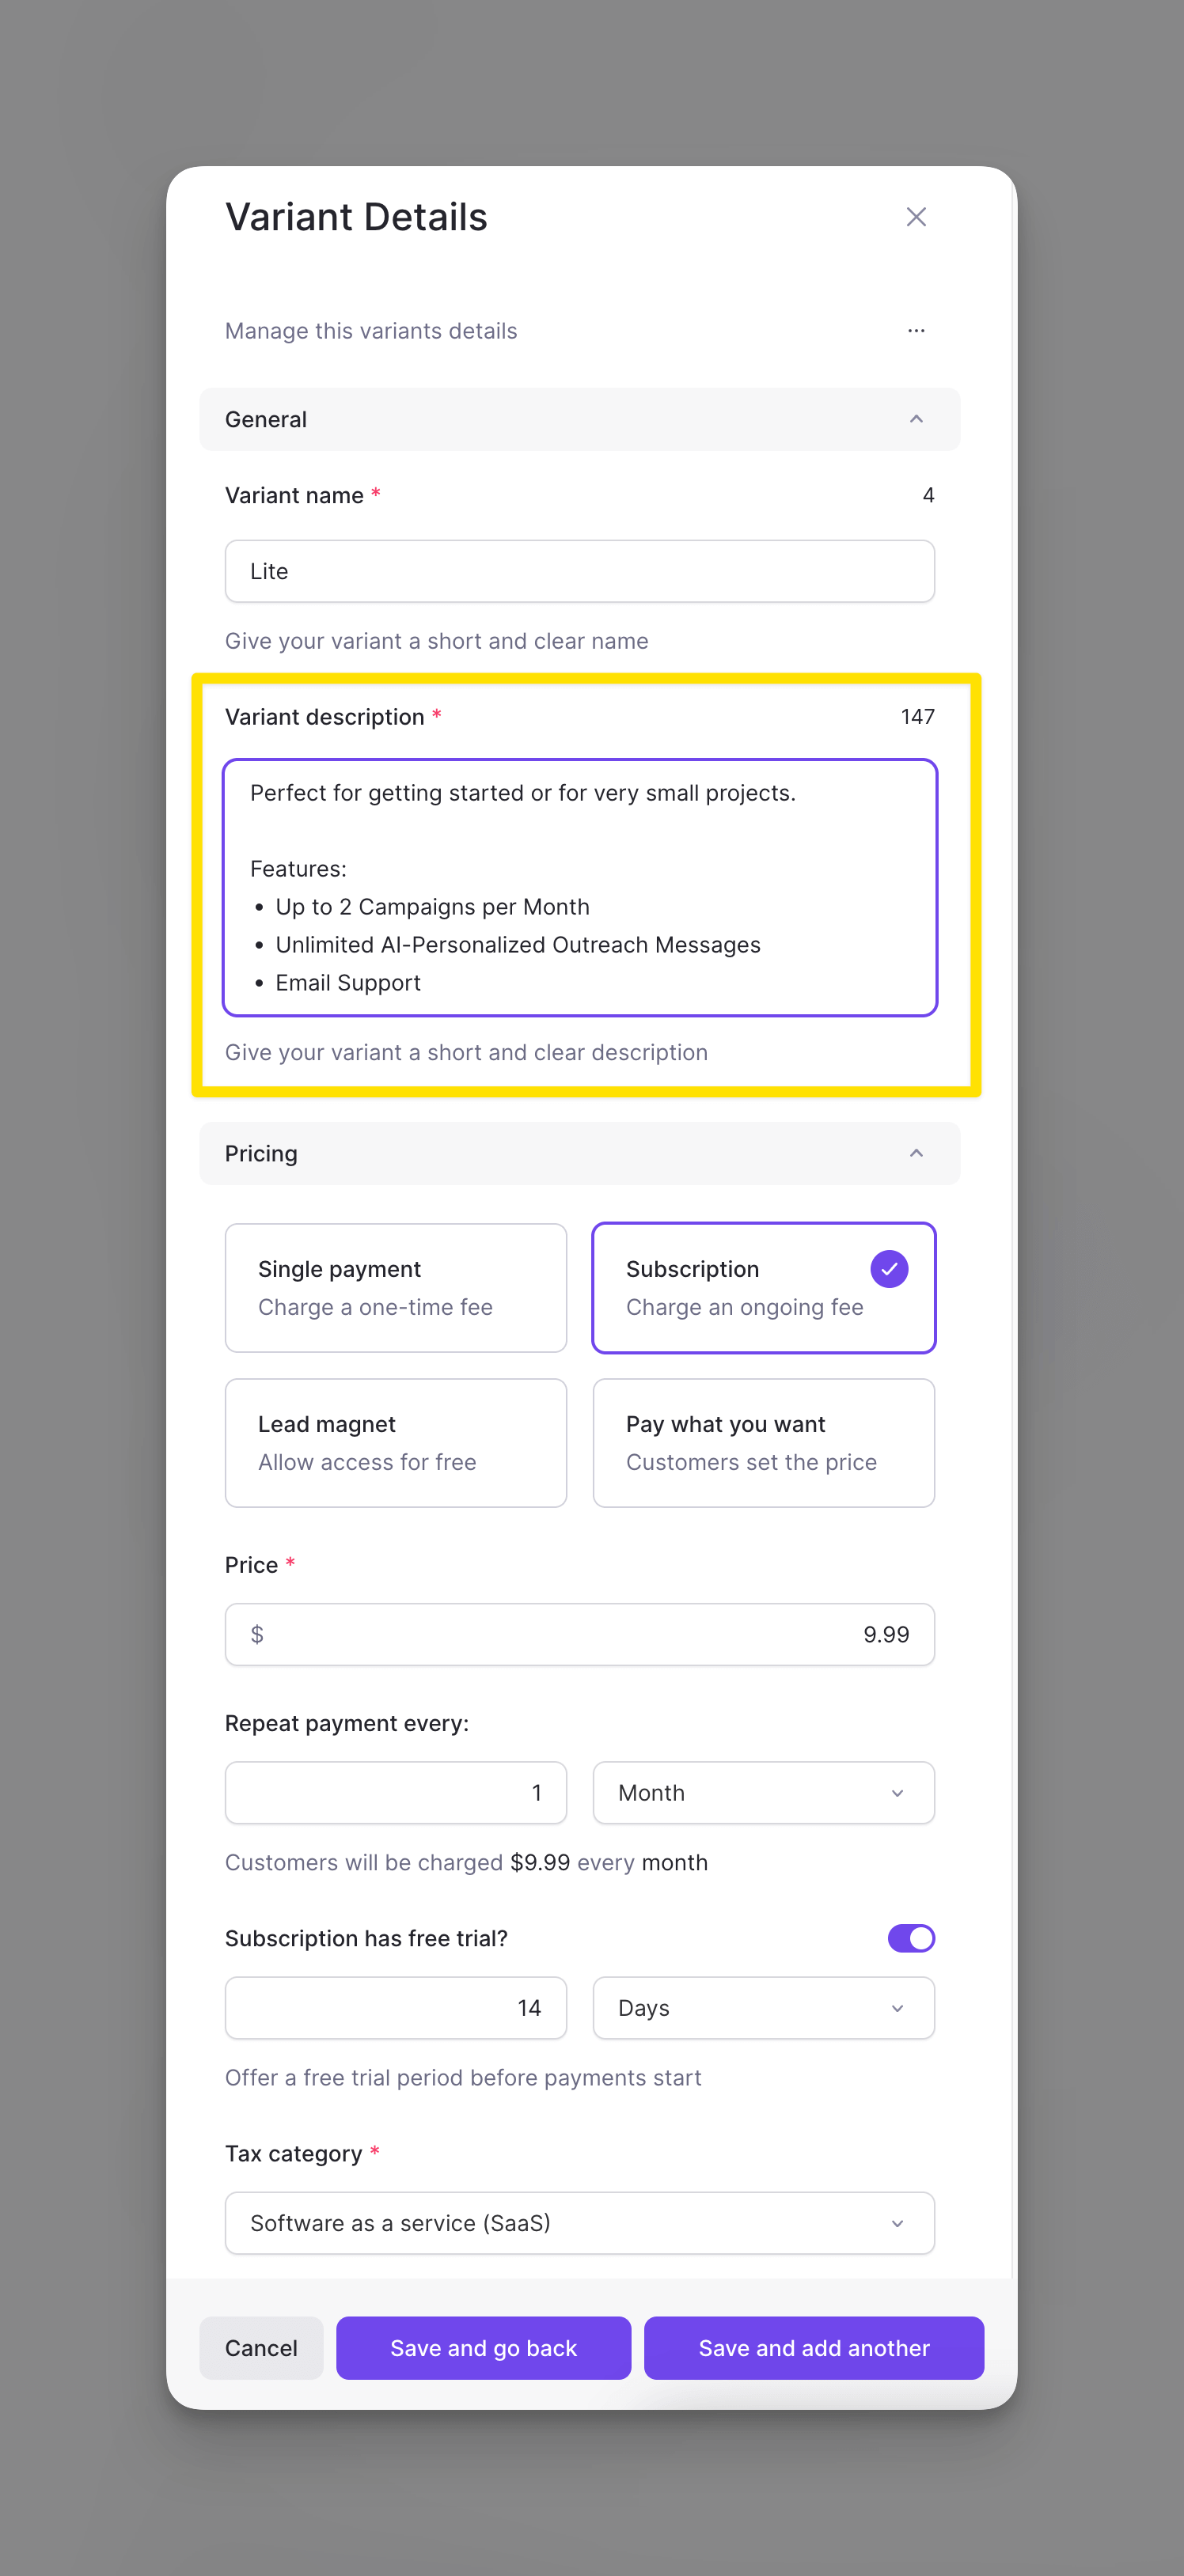 Variant Details
Manage this variants details
General
Variant name *
4
Lite
Give your variant a short and clear name
Variant description *
147
Perfect for getting started or for very small projects.
Features:
• Up to 2 Campaigns per Month
• Unlimited AI-Personalized Outreach Messages
• Email Support
Give your variant a short and clear description
Pricing
Single payment
Charge a one-time fee
Subscription
Charge an ongoing fee
Lead magnet
Allow access for free
Pay what you want
Customers set the price
Price *
$
9.99
Repeat payment every:
1
Month
Customers will be charged $9.99 every month
Subscription has free trial?
14
Days
Offer a free trial period before payments start
Tax category *
Software as a service (SaaS)
Cancel
Save and go back
Save and add another